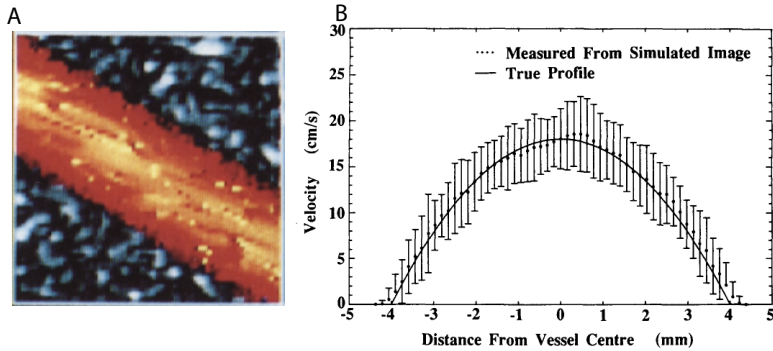 A
B
30
25
20
15
10
5
0
Velocity (cm/s)
Measured From Simulated Image
True Profile
-5 -4 -3 -2 -1 0 1 2 3 4 5
Distance From Vessel Centre (mm)